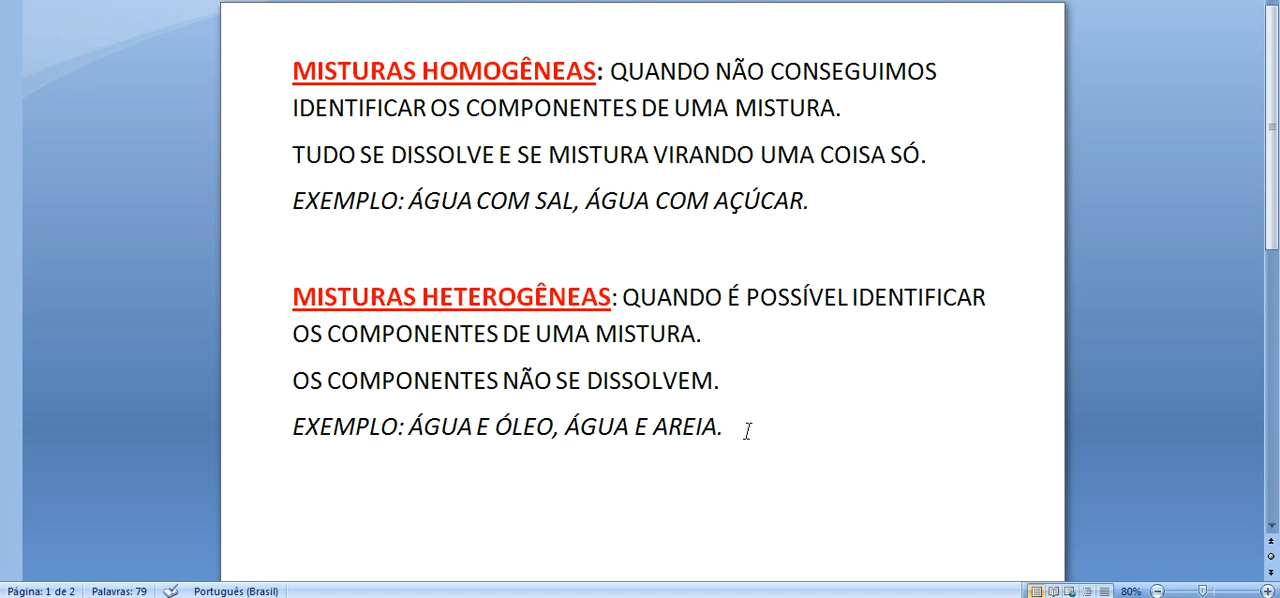 MISTURAS HOMOGÊNEAS: QUANDO NÃO CONSEGUIMOS
IDENTIFICAR OS COMPONENTES DE UMA MISTURA.
TUDO SE DISSOLVE E SE MISTURA VIRANDO UMA COISA SÓ.
EXEMPLO: ÁGUA COM SAL, ÁGUA COM AÇÚCAR.
MISTURAS HETEROGÊNEAS: QUANDO É POSSÍVEL IDENTIFICAR
OS COMPONENTES DE UMA MISTURA.
OS COMPONENTES NÃO SE DISSOLVEM.
EXEMPLO: ÁGUA E ÓLEO, ÁGUA E AREIA.
Página: 1 de 2 Palavras: 79 Português (Brasil) 80%